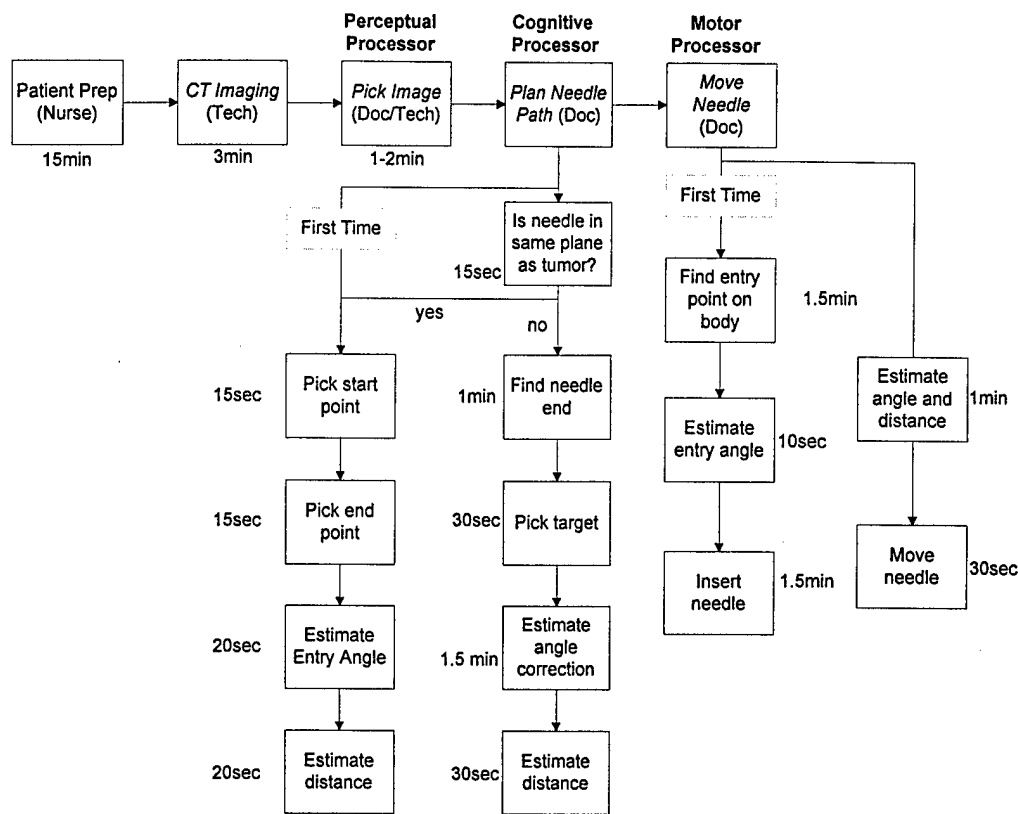 Perceptual
Processor
Cognitive
Processor
Motor
Processor
Patient Prep
(Nurse)
15min
CT Imaging
(Tech)
3min
Pick Image
(Doc/Tech)
1-2min
Plan Needle
Path (Doc)
Move
Needle
(Doc)
First Time
Is needle in
same plane
as tumor?
15sec
yes
no
Pick start
point
15sec
Pick end
point
15sec
Estimate
Entry Angle
20sec
Estimate
distance
20sec
Find needle
end
1min
Pick target
30sec
Estimate
angle
correction
1.5 min
Estimate
distance
30sec
First Time
Find entry
point on
body
1.5min
Estimate
entry angle
10sec
Insert
needle
1.5min
Estimate
angle and
distance
1min
Move
needle
30sec